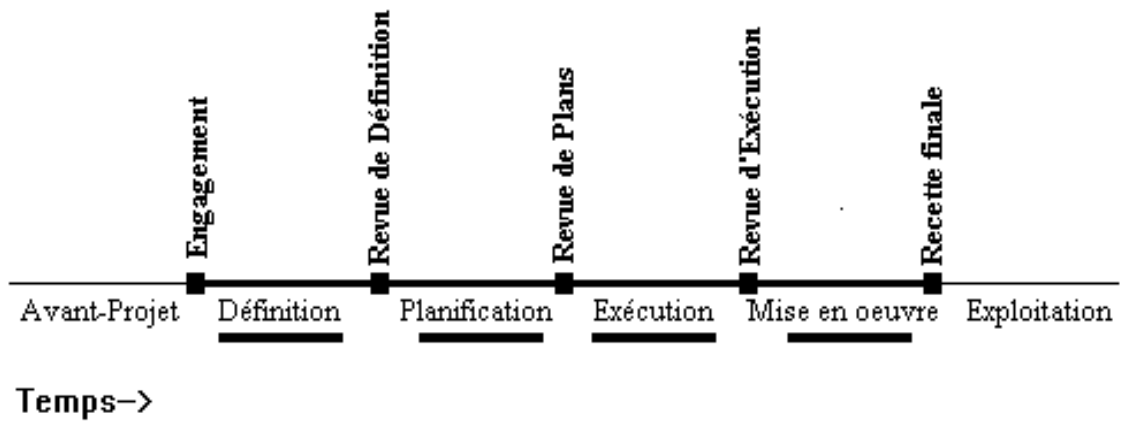 Engagement
Revue de Définition
Revue de Plans
Revue d'Exécution
Recette finale
Avant-Projet Définition Planification Exécution Mise en oeuvre Exploitation
Temps–>